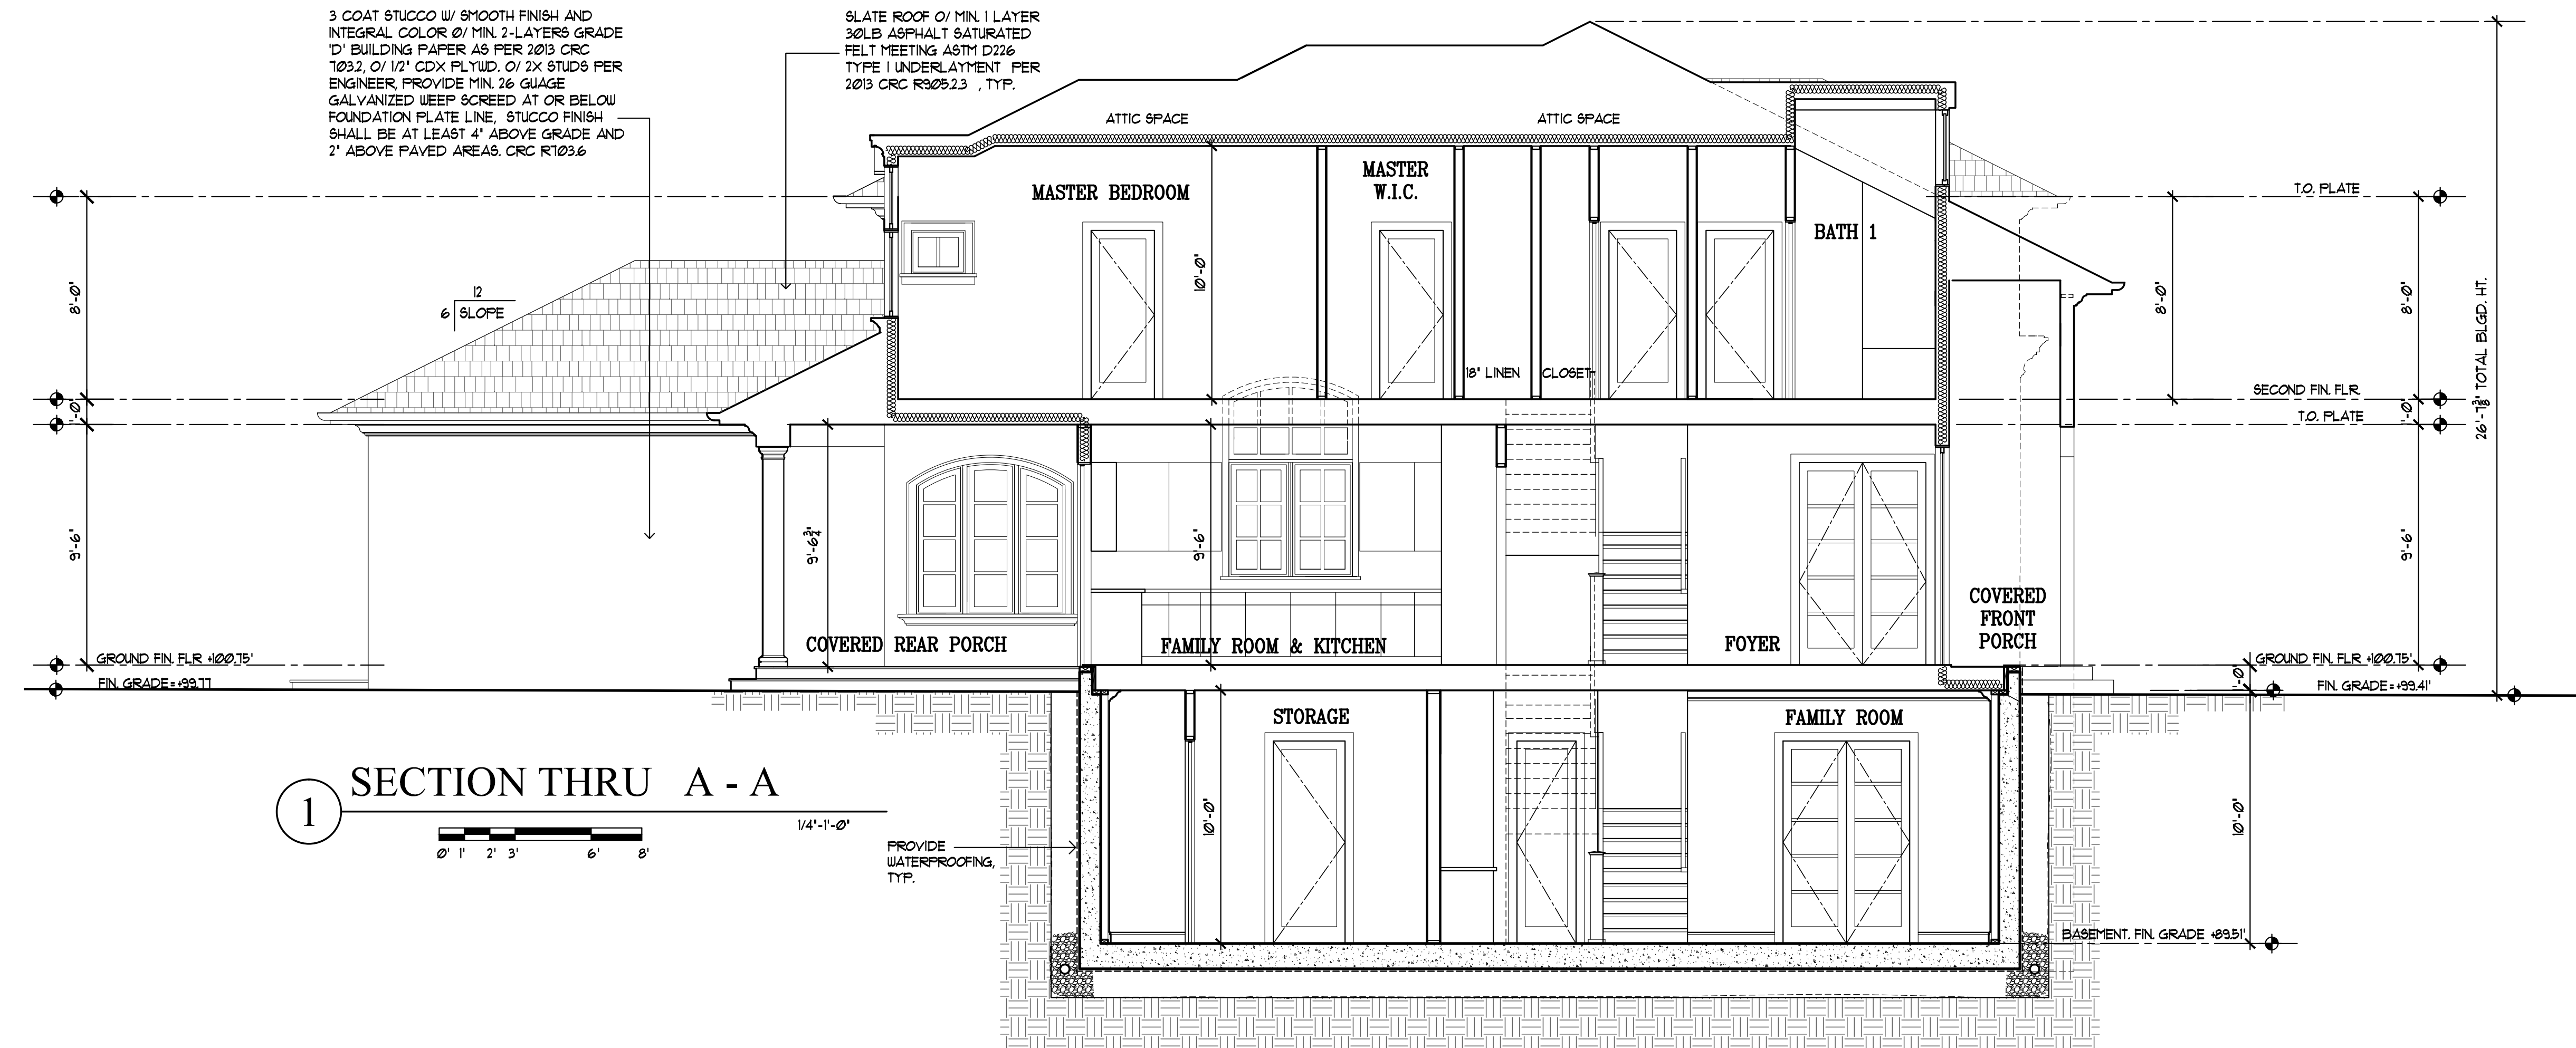 3 COAT STUCCO W/ SMOOTH FINISH AND
INTEGRAL COLOR O/ MIN. 2-LAYERS GRADE
'D' BUILDING PAPER AS PER 2013 CRC
703.2, O/ 1/2" CDX PLYWD. O/ 2X STUDS PER
ENGINEER, PROVIDE MIN. 26 GUAGE
GALVANIZED WEEP SCREED AT OR BELOW
FOUNDATION PLATE LINE, STUCCO FINISH
SHALL BE AT LEAST 4" ABOVE GRADE AND
2" ABOVE PAVED AREAS. CRC R703.6
SLATE ROOF O/ MIN. 1 LAYER
30LB ASPHALT SATURATED
FELT MEETING ASTM D226
TYPE 1 UNDERLAYMENT PER
2013 CRC R905.2.3 , TYP.
ATTIC SPACE
ATTIC SPACE
MASTER BEDROOM
MASTER
W.I.C.
BATH 1
10'-0"
18" LINEN
CLOSET
12
6
SLOPE
8'-0"
1'-0"
9'-6"
GROUND FIN. FLR +100.75'
FIN. GRADE=+99.77
9'-6 3/4"
COVERED REAR PORCH
9'-6"
FAMILY ROOM & KITCHEN
FOYER
COVERED
FRONT
PORCH
T.O. PLATE
8'-0"
8'-0"
26'-7 3/8" TOTAL BLGD. HT.
SECOND FIN. FLR.
1'-0"
T.O. PLATE
9'-6"
GROUND FIN. FLR +100.75'
1'-0"
FIN. GRADE=+99.41'
STORAGE
FAMILY ROOM
10'-0"
10'-0"
BASEMENT. FIN. GRADE +89.51'
PROVIDE
WATERPROOFING,
TYP.
1
SECTION THRU A - A
1/4"-1'-0"
0' 1' 2' 3' 6' 8'